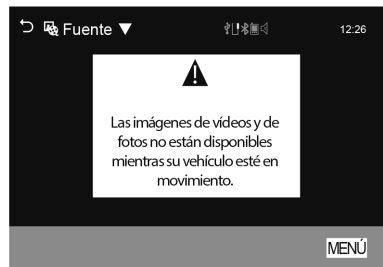 Fuente ▼
12:26
Las imágenes de vídeos y de
fotos no están disponibles
mientras su vehículo esté en
movimiento.
MENÚ